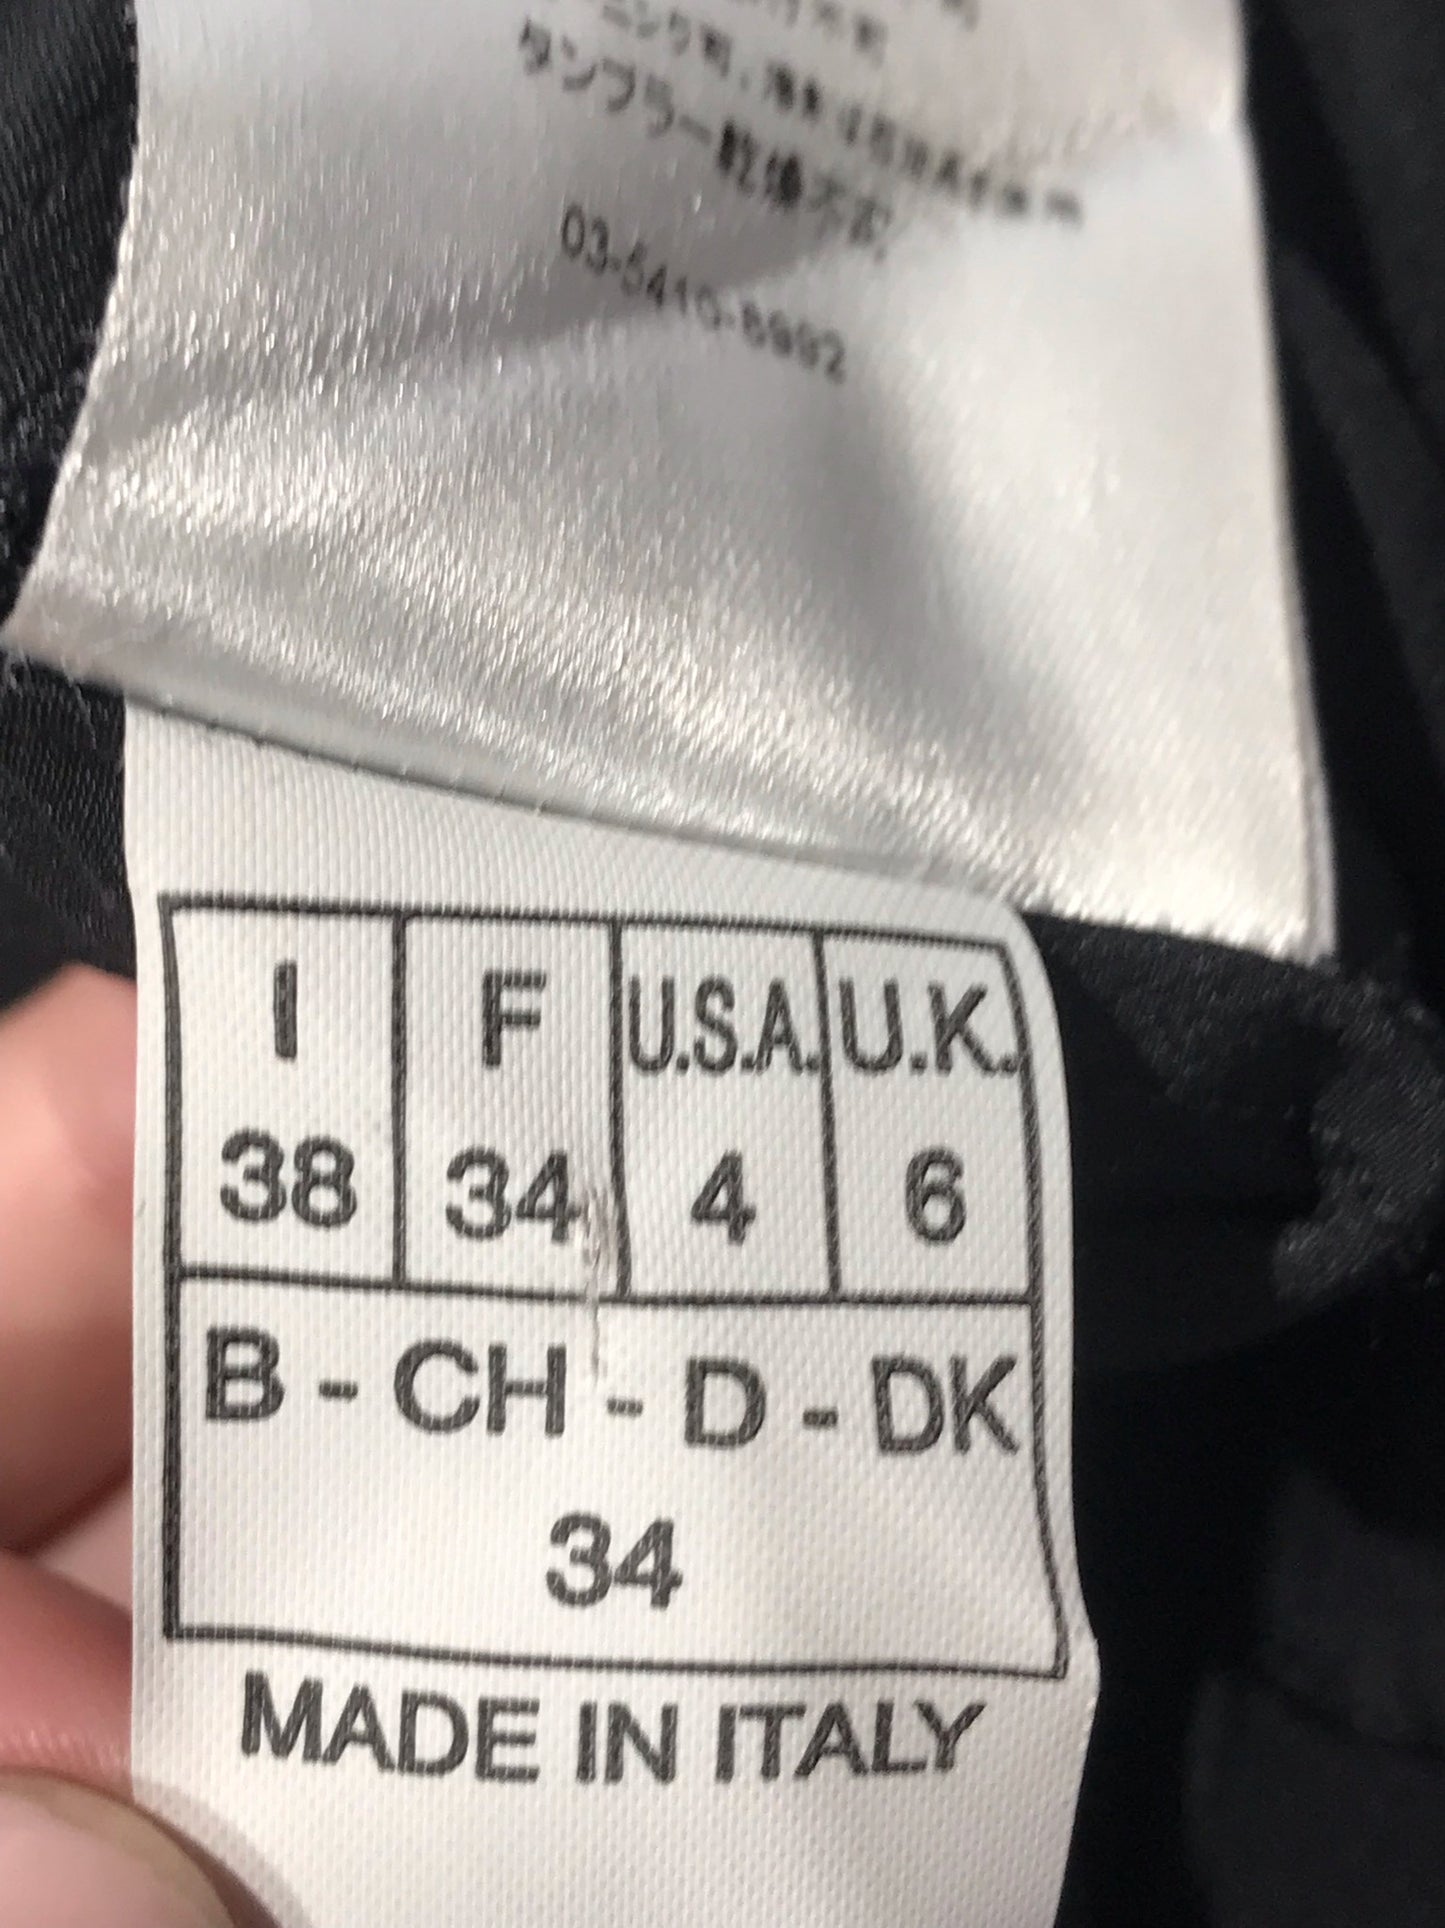 タンブラー乾燥不可
03-5410-8992
I F U.S.A. U.K.
38 34 4 6
B - CH - D - DK
34
MADE IN ITALY